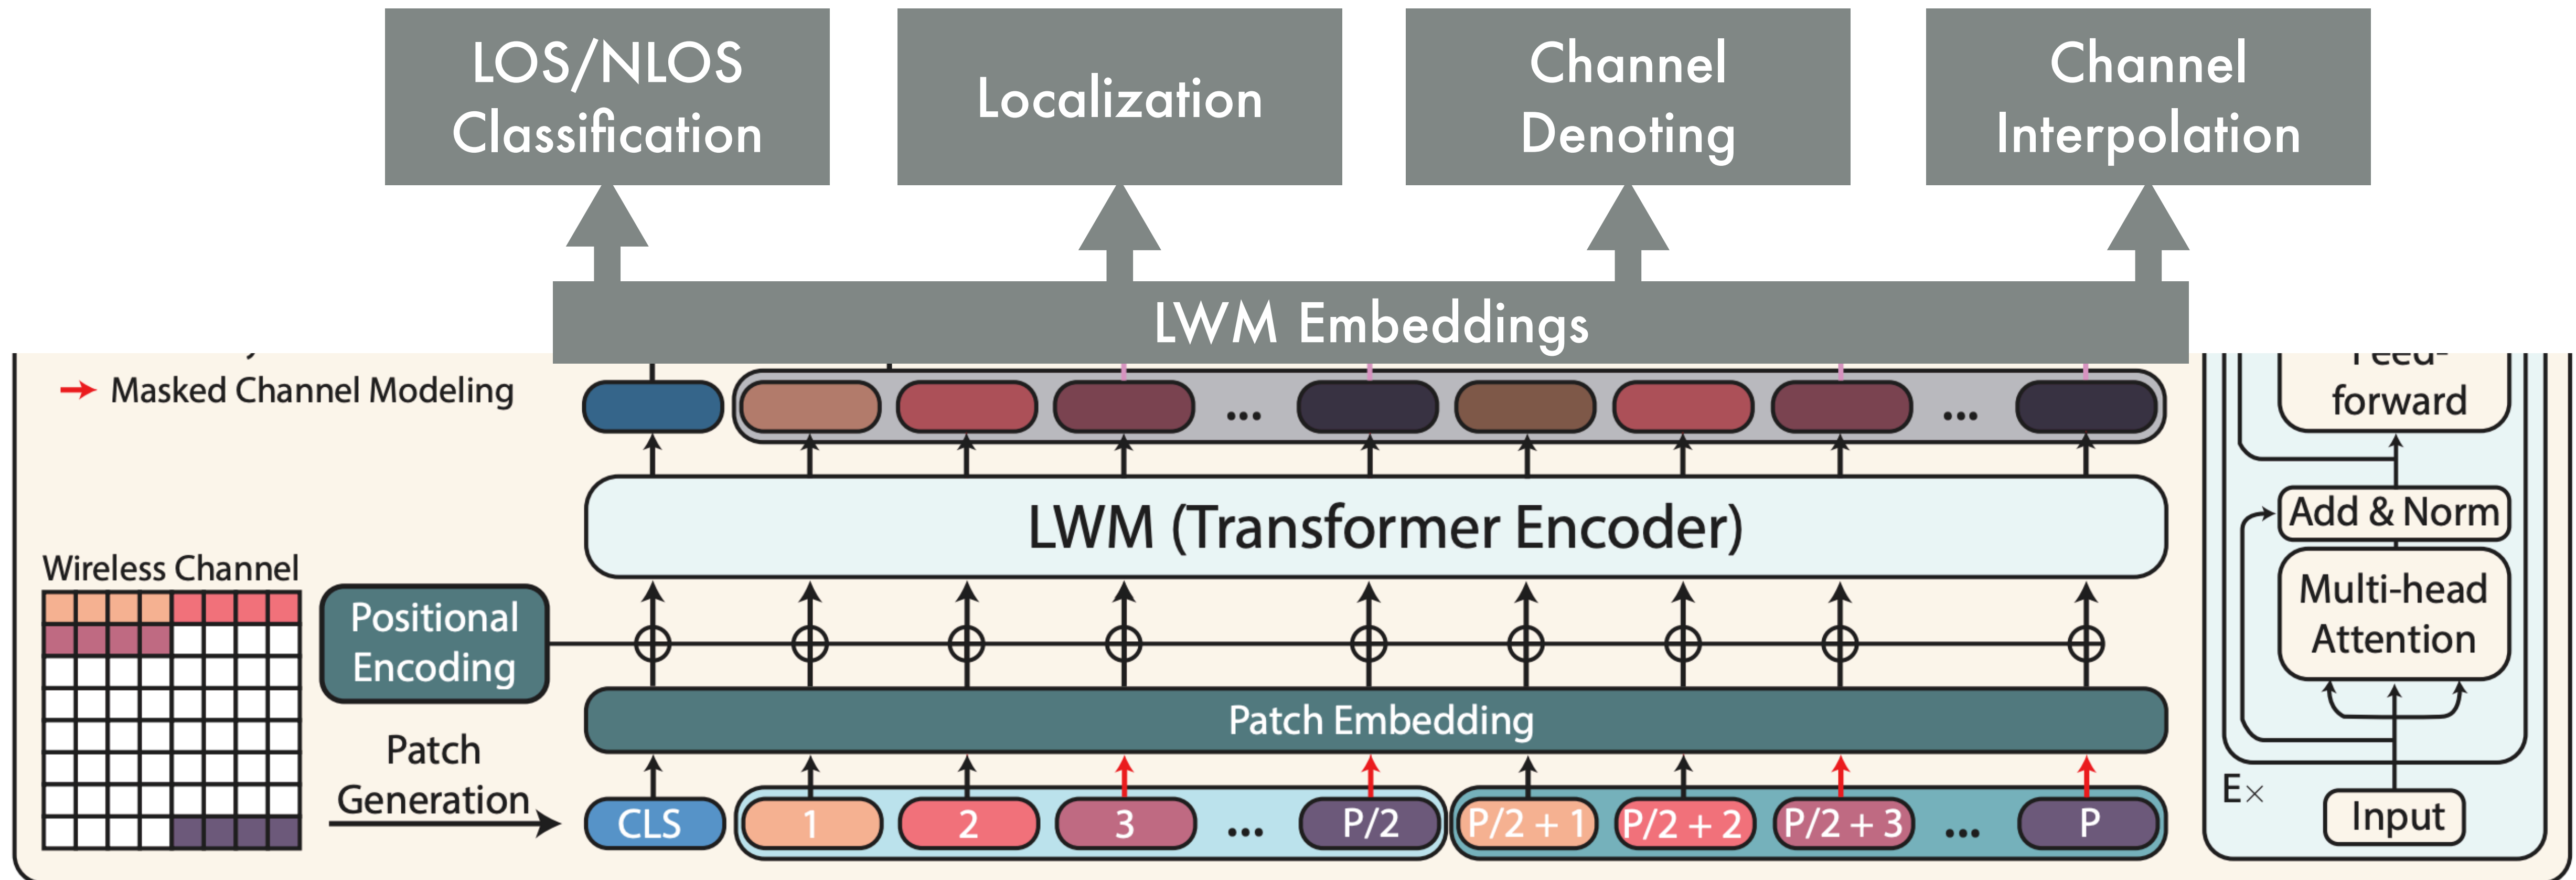 LOS/NLOS
Classification
Localization
Channel
Denoting
Channel
Interpolation
LWM Embeddings
Masked Channel Modeling
...
...
LWM (Transformer Encoder)
Wireless Channel
Positional
Encoding
Patch Embedding
Patch
Generation
CLS
1
2
3
...
P/2
P/2 + 1
P/2 + 2
P/2 + 3
...
P
Feed-
forward
Add & Norm
Multi-head
Attention
E×
Input